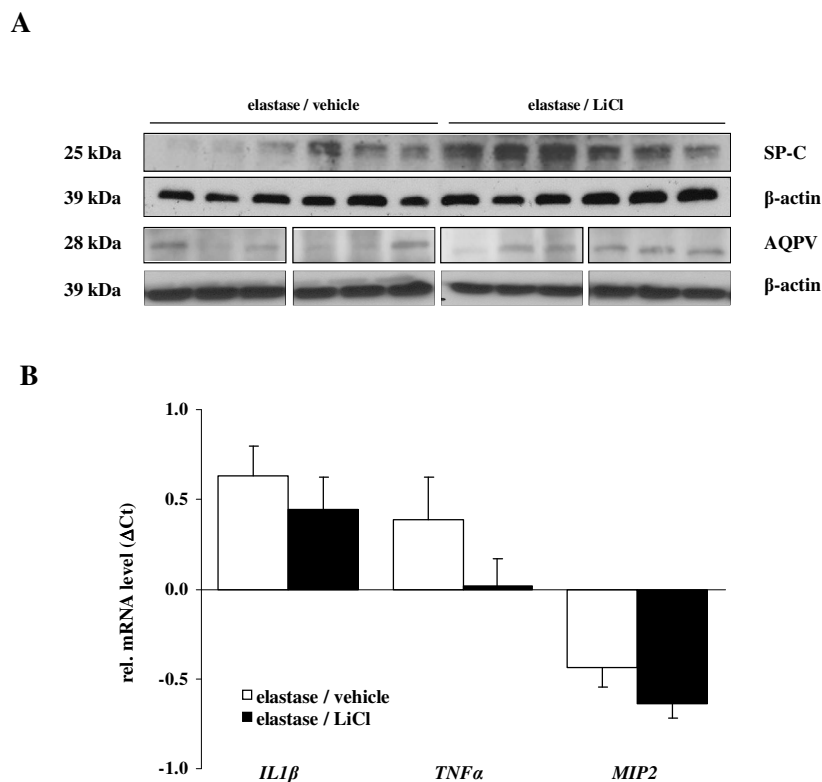 A
elastase / vehicle elastase / LiCl
25 kDa SP-C
39 kDa β-actin
28 kDa AQPV
39 kDa β-actin
B
rel. mRNA level (ΔCt)
1.0
0.5
0.0
-0.5
-1.0
elastase / vehicle
elastase / LiCl
IL1β TNFα MIP2